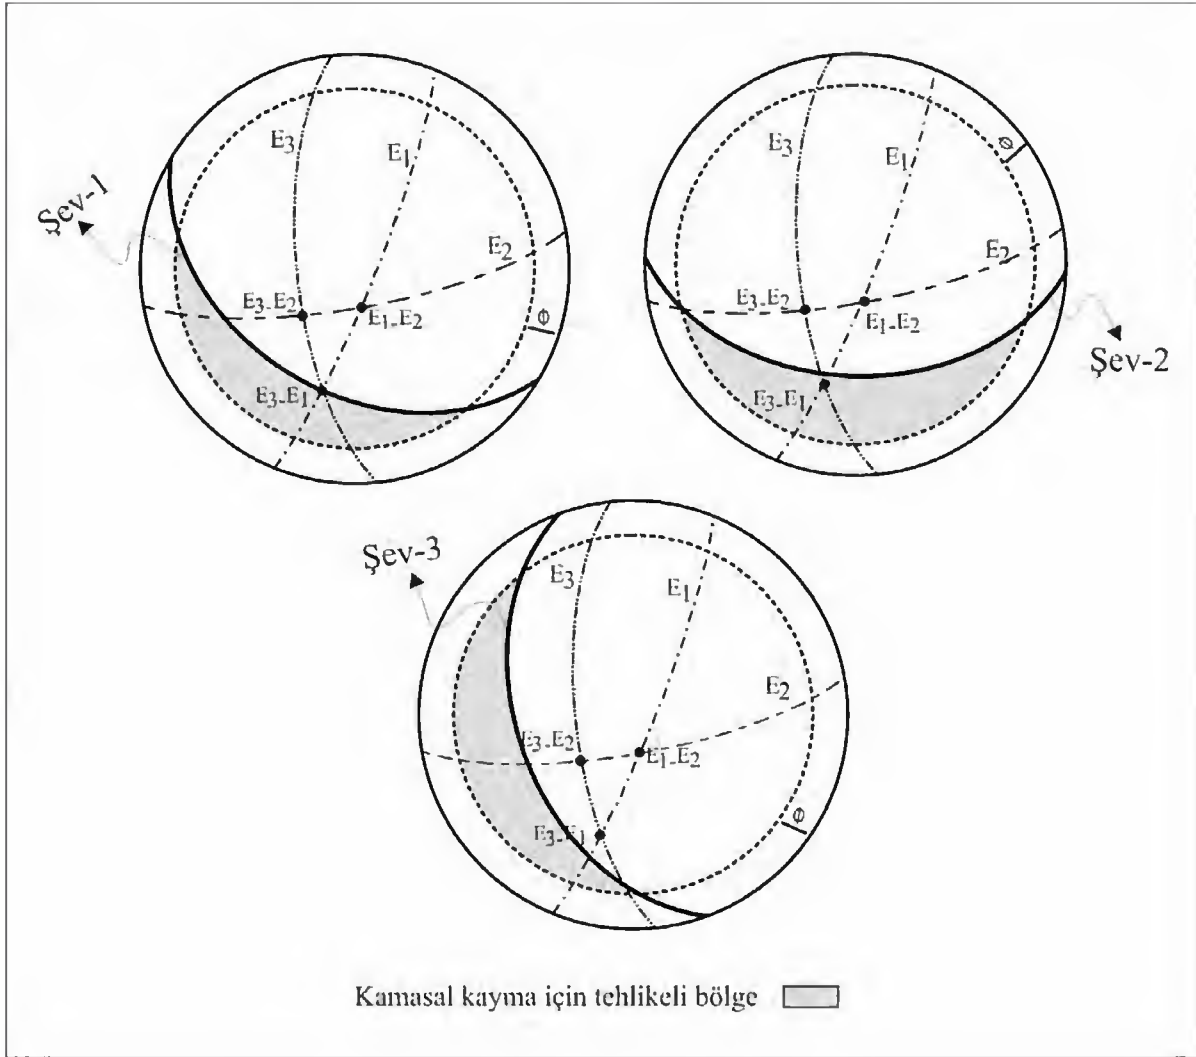 E3
E1
Şev-1
E2
E3-E2
E1-E2
Φ
E3-E1
Φ
E3
E1
E2
E3-E2
E1-E2
Şev-2
E3-E1
Şev-3
E3
E1
E2
E3-E2
E1-E2
Φ
E3-E1
Kamasal kayma için tehlikeli bölge